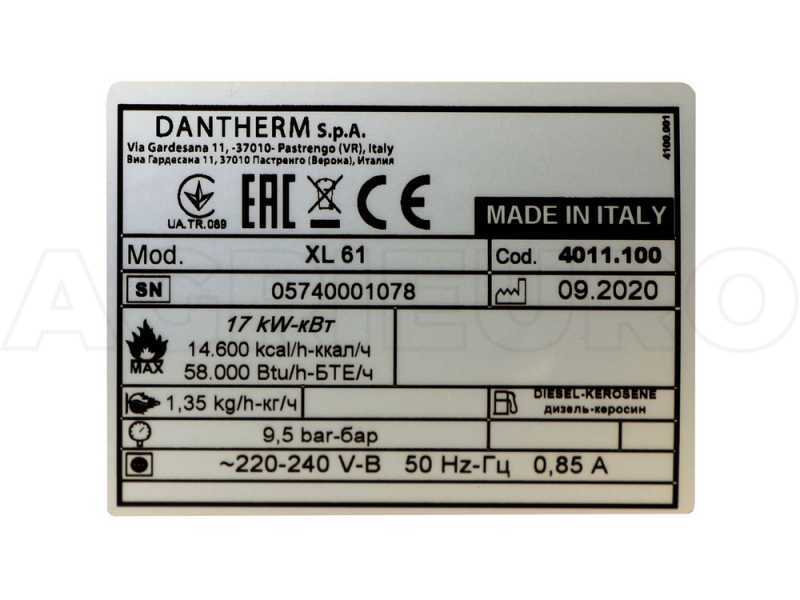 DANTHERM S.p.A.
Via Gardesana 11, -37010- Pastrengo (VR), Italy
Виа Гардесана 11, 37010 Пастренго (Верона), Италия
4100.001
UA.TR.089 EAC CE
MADE IN ITALY
Mod. XL 61 Cod. 4011.100
SN 05740001078 09.2020
17 kW-кВт
14.600 kcal/h-ккал/ч
MAX 58.000 Btu/h-БТЕ/ч
1,35 kg/h-кг/ч DIESEL-KEROSENE
дизель-керосин
9,5 bar-бар
~220-240 V-В 50 Hz-Гц 0,85 A
AGRIEURO